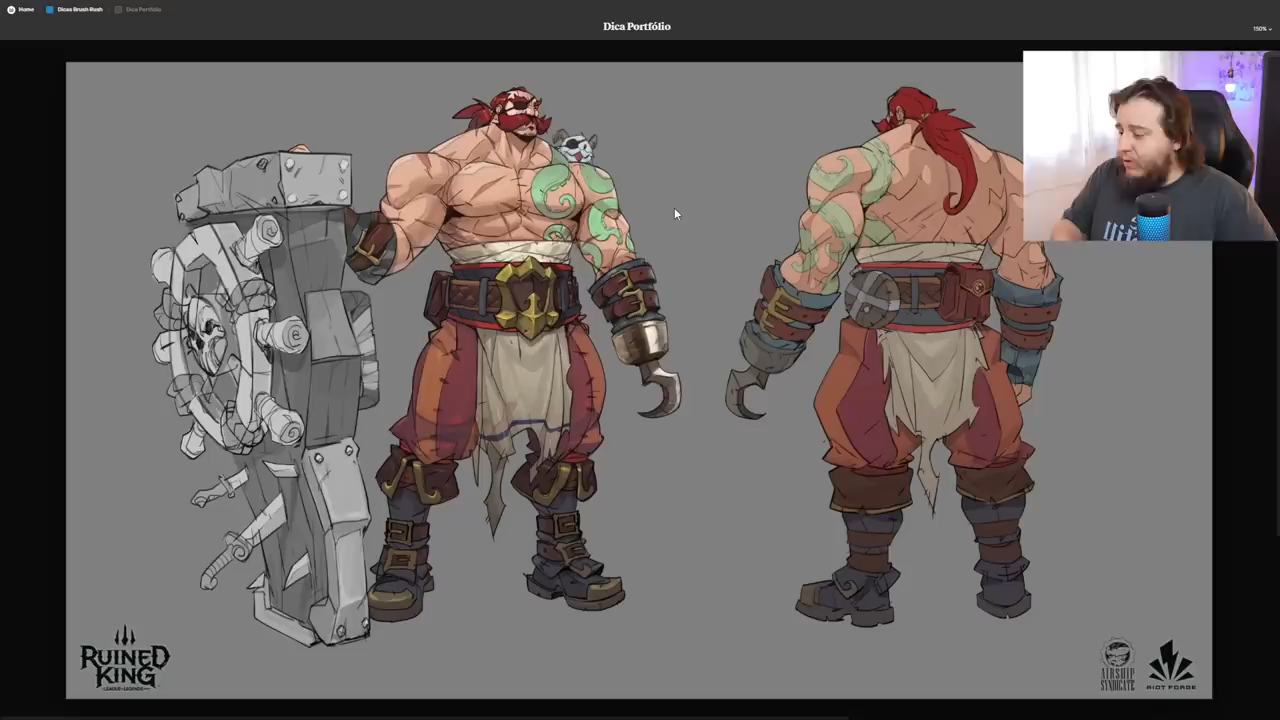 Home
Dicas Brush Rush
Dica Portfólio
Dica Portfólio
150%
RUINED
KING
LEAGUE OF LEGENDS
AIRSHIP
SYNDICATE
RIOT FORGE